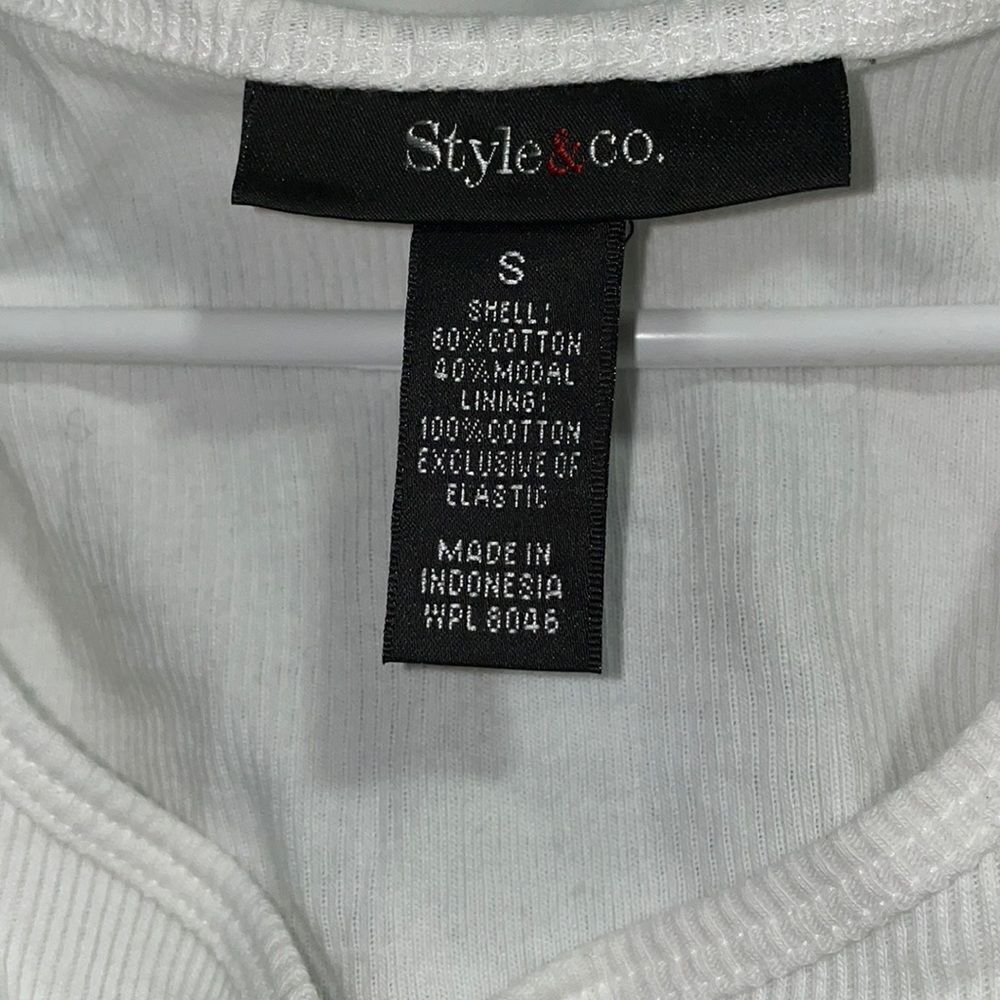 Style&co.
S
SHELL:
60%COTTON
40%MODAL
LINING:
100%COTTON
EXCLUSIVE OF
ELASTIC
MADE IN
INDONESIA
WPL 8046